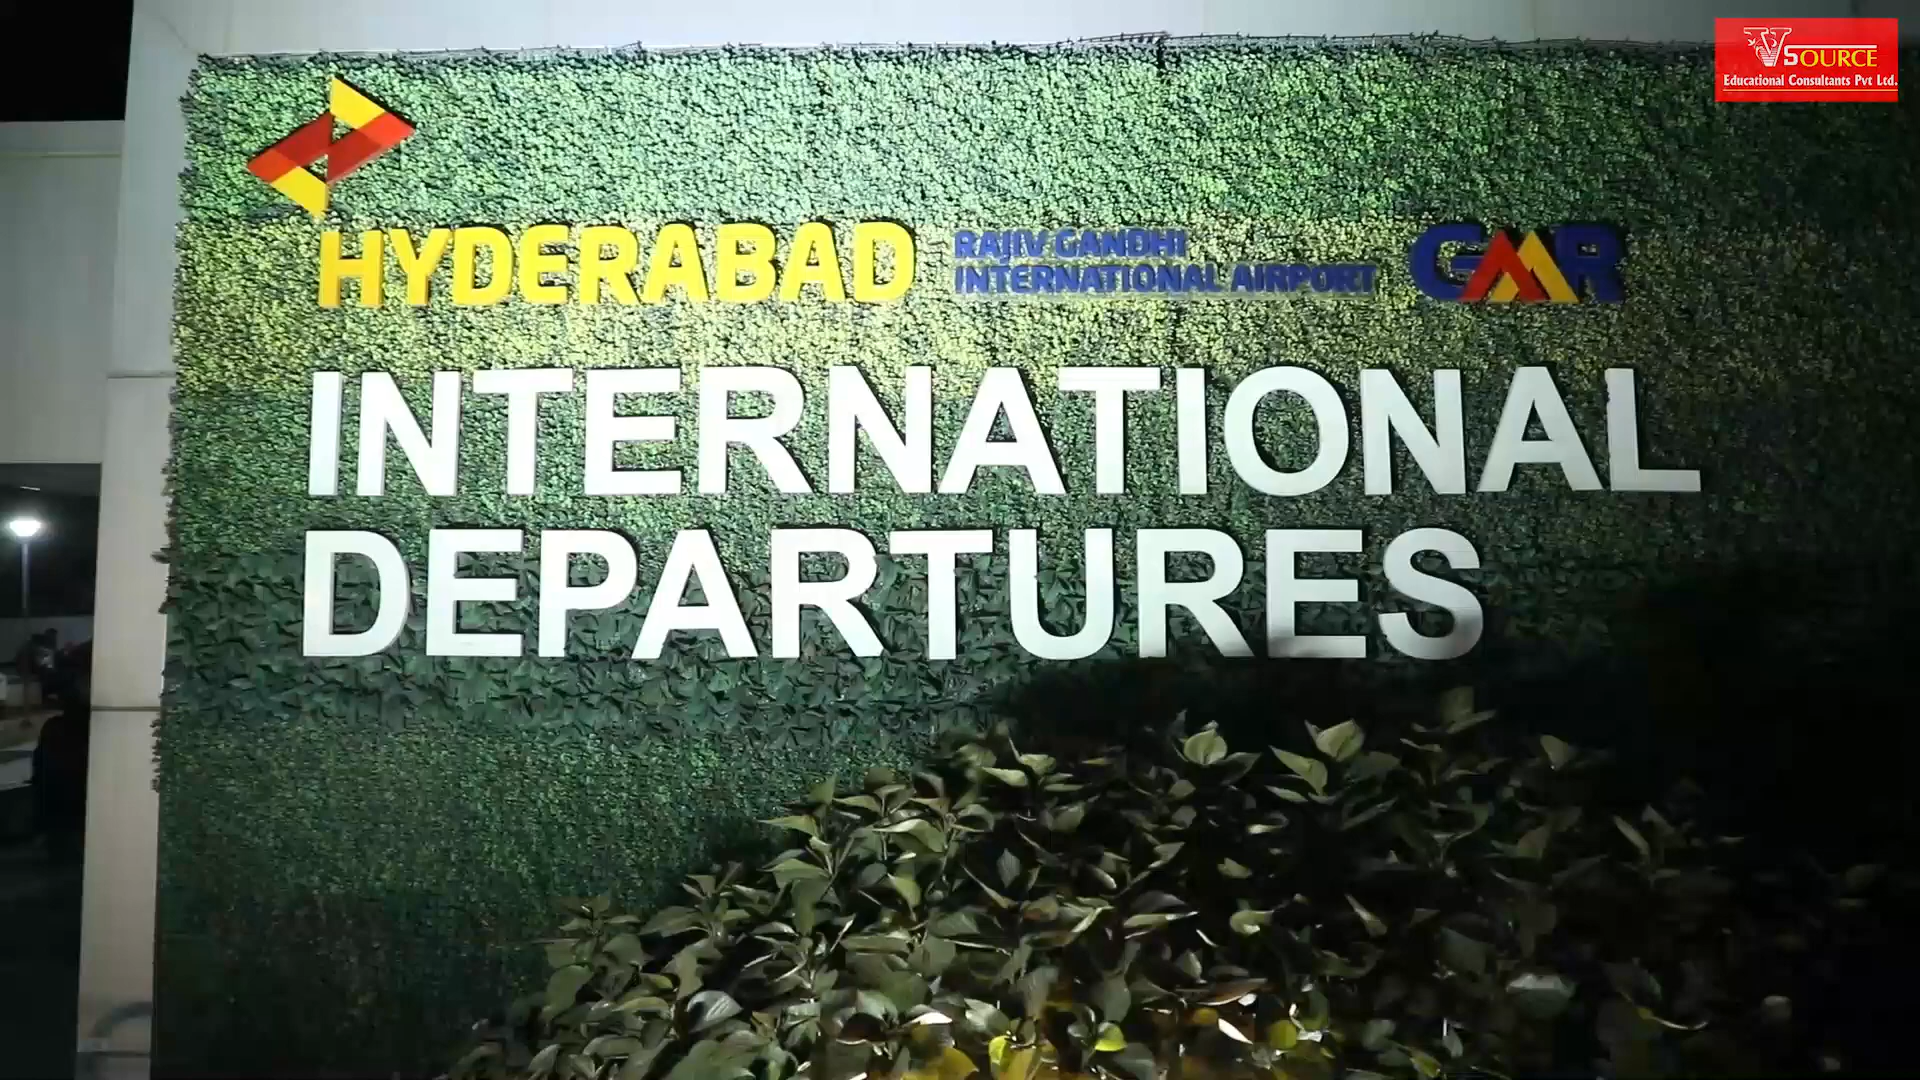 VSOURCE
Educational Consultants Pvt Ltd.
HYDERABAD
RAJIV GANDHI
INTERNATIONAL AIRPORT
GMR
INTERNATIONAL
DEPARTURES